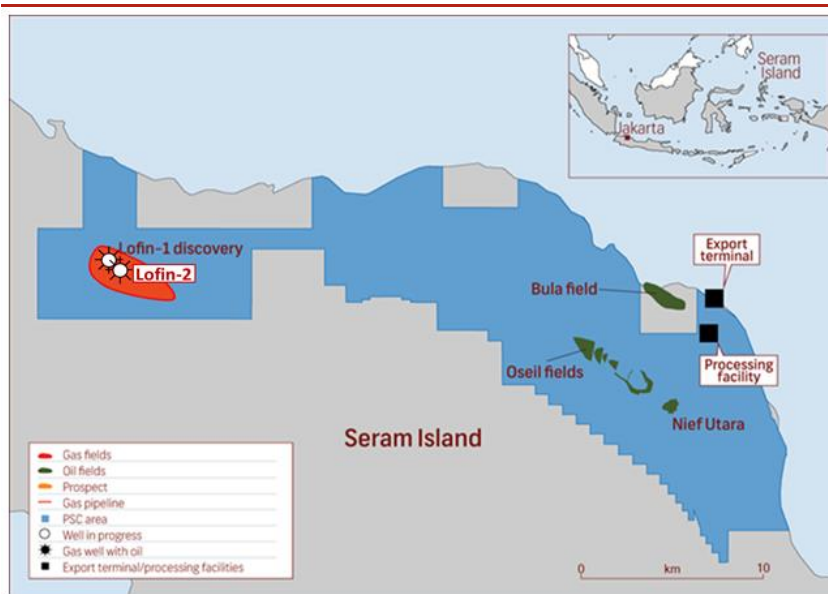 Seram
Island
Jakarta
Lofin-1 discovery
Lofin-2
Export
terminal
Bula field
Processing
facility
Oseil fields
Nief Utara
Seram Island
Gas fields
Oil fields
Prospect
Gas pipeline
PSC area
Well in progress
Gas well with oil
Export terminal/processing facilities
0 km 10